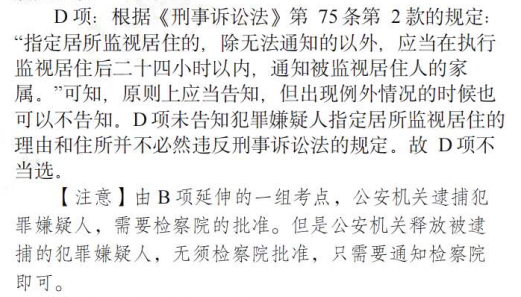 D 项：根据《刑事诉讼法》第 75 条第 2 款的规定：
“指定居所监视居住的，除无法通知的以外，应当在执行
监视居住后二十四小时以内，通知被监视居住人的家
属。”可知，原则上应当告知，但出现例外情况的时候也
可以不告知。D 项未告知犯罪嫌疑人指定居所监视居住的
理由和住所并不必然违反刑事诉讼法的规定。故 D 项不
当选。
【注意】由 B 项延伸的一组考点，公安机关逮捕犯
罪嫌疑人，需要检察院的批准。但是公安机关释放被逮
捕的犯罪嫌疑人，无须检察院批准，只需要通知检察院
即可。